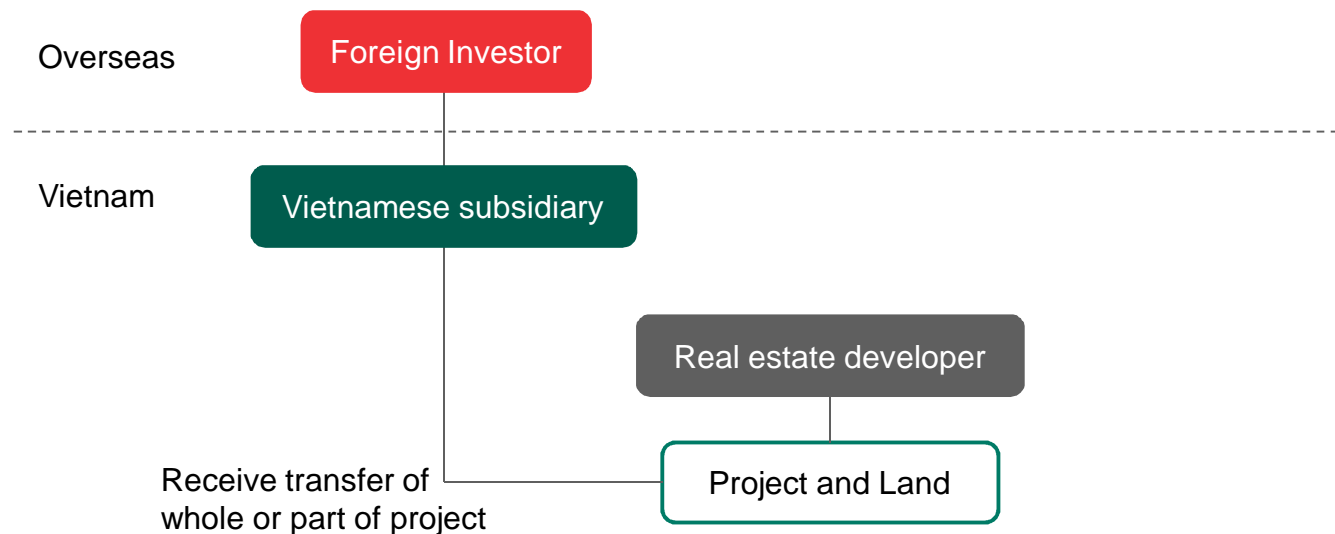 Overseas
Foreign Investor
Vietnam
Vietnamese subsidiary
Real estate developer
Project and Land
Receive transfer of
whole or part of project